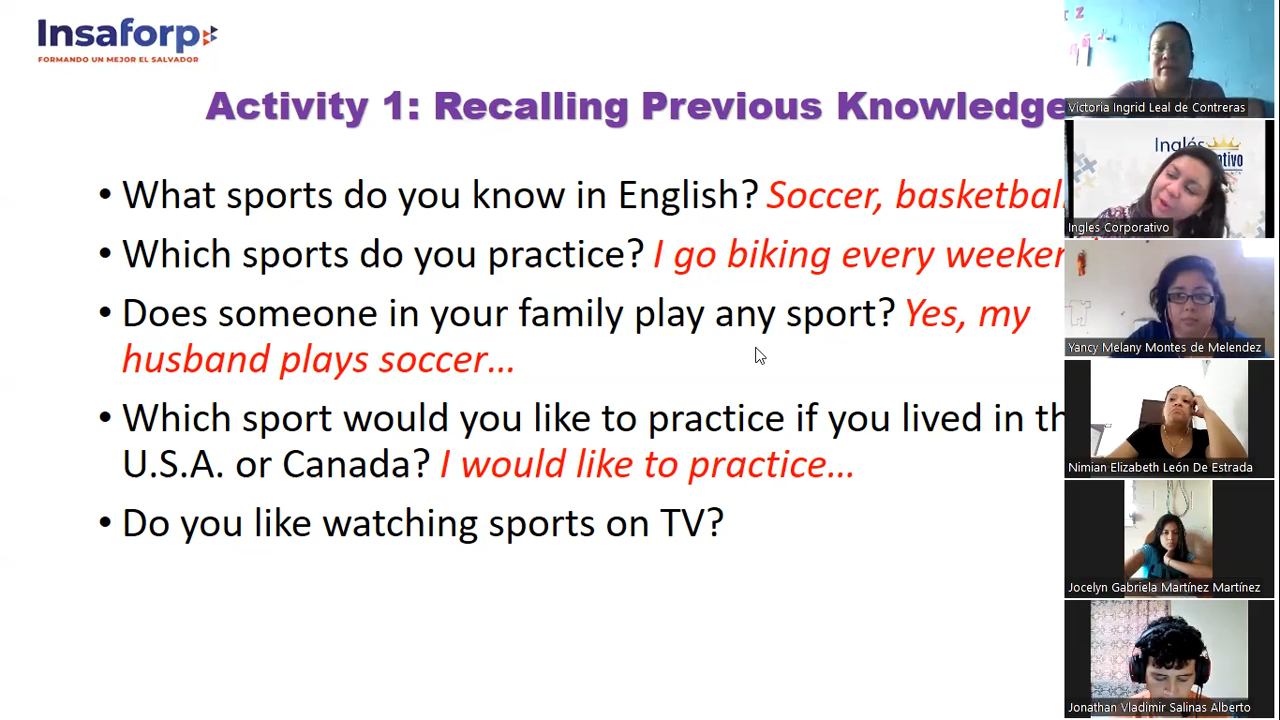 Insaforp
FORMANDO UN MEJOR EL SALVADOR
Activity 1: Recalling Previous Knowledge
• What sports do you know in English? Soccer, basketball
• Which sports do you practice? I go biking every
• Does someone in your family play any sport? Yes, my
husband plays soccer...
• Which sport would you like to practice if you lived in
U.S.A. or Canada? I would like to practice...
• Do you like watching sports on TV?
Victoria Ingrid Leal de Contreras
Inglés
Ingles Corporativo
Yancy Melany Montes de Melendez
Nimian Elizabeth León De Estrada
Jocelyn Gabriela Martínez Martínez
Jonathan Vladimir Salinas Alberto